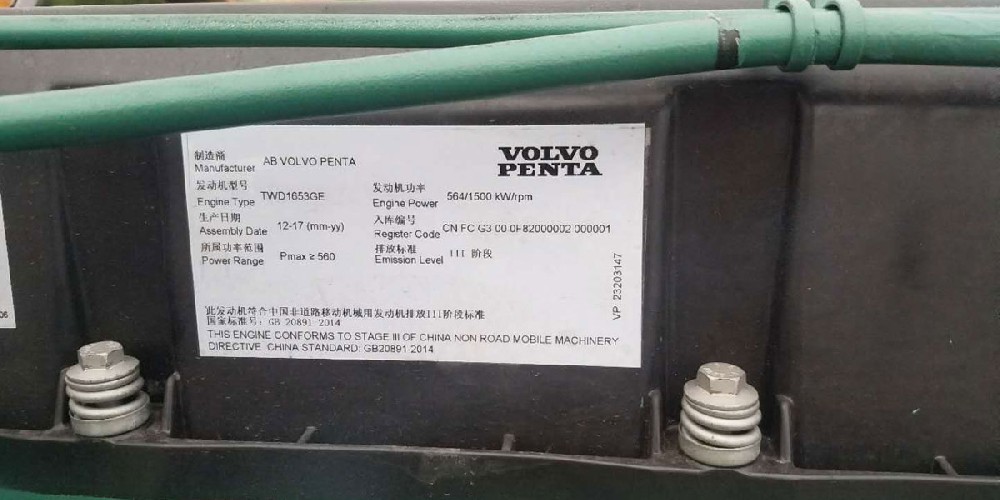 制造商
Manufacturer AB VOLVO PENTA
VOLVO
PENTA
发动机型号
Engine Type TWD1653GE
发动机功率
Engine Power 564/1500 kW/rpm
生产日期
Assembly Date 12-17 (mm-yy)
入库编号
Register Code CN FC G3 00 0F82000002 000001
所属功率范围
Power Range Pmax ≥ 560
排放标准
Emission Level III 阶段
VP 23203147
此发动机符合中国非道路移动机械用发动机排放III阶段标准
国家标准号: GB 20891-2014
THIS ENGINE CONFORMS TO STAGE III OF CHINA NON ROAD MOBILE MACHINERY
DIRECTIVE. CHINA STANDARD: GB20891-2014
06